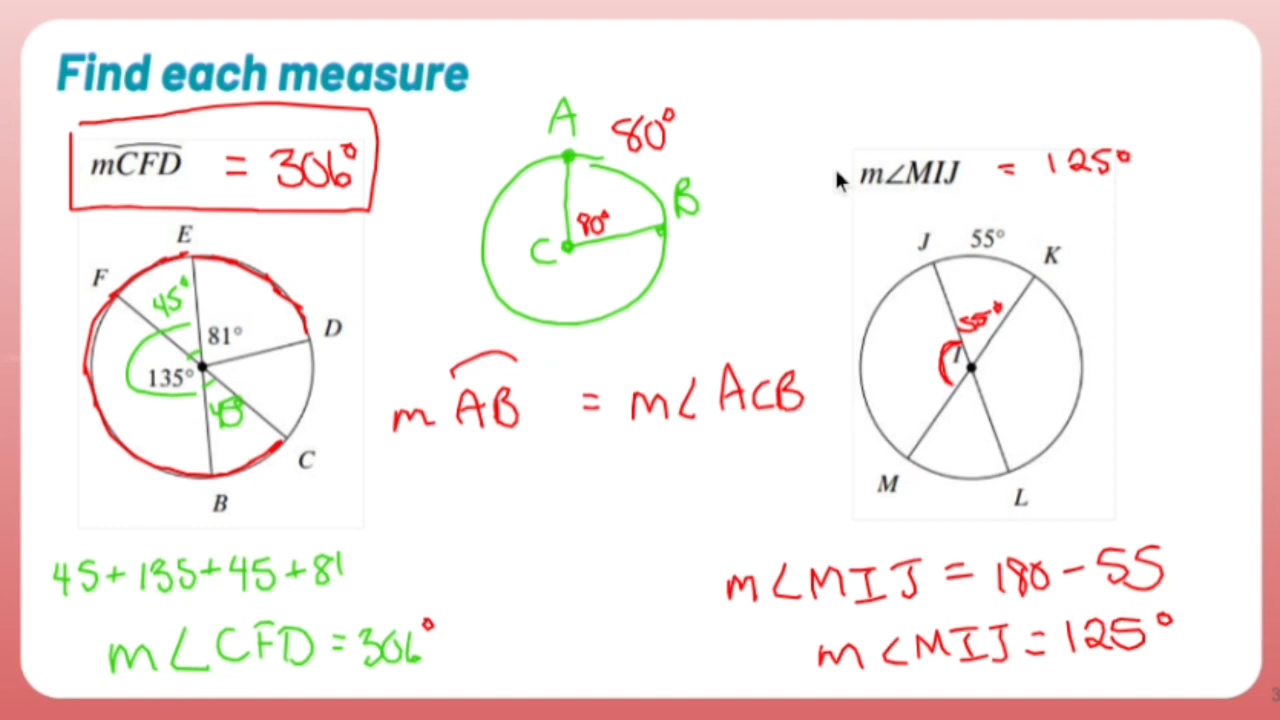 Find each measure
mCFD = 306°
E
F
45°
81°
D
135°
45°
C
B
45+135+45+81
m∠CFD = 306°
A
80°
80°
B
C
mAB = m∠ACB
m∠MIJ = 125°
J
55°
K
55°
I
M
L
m∠MIJ = 180-55
m∠MIJ = 125°